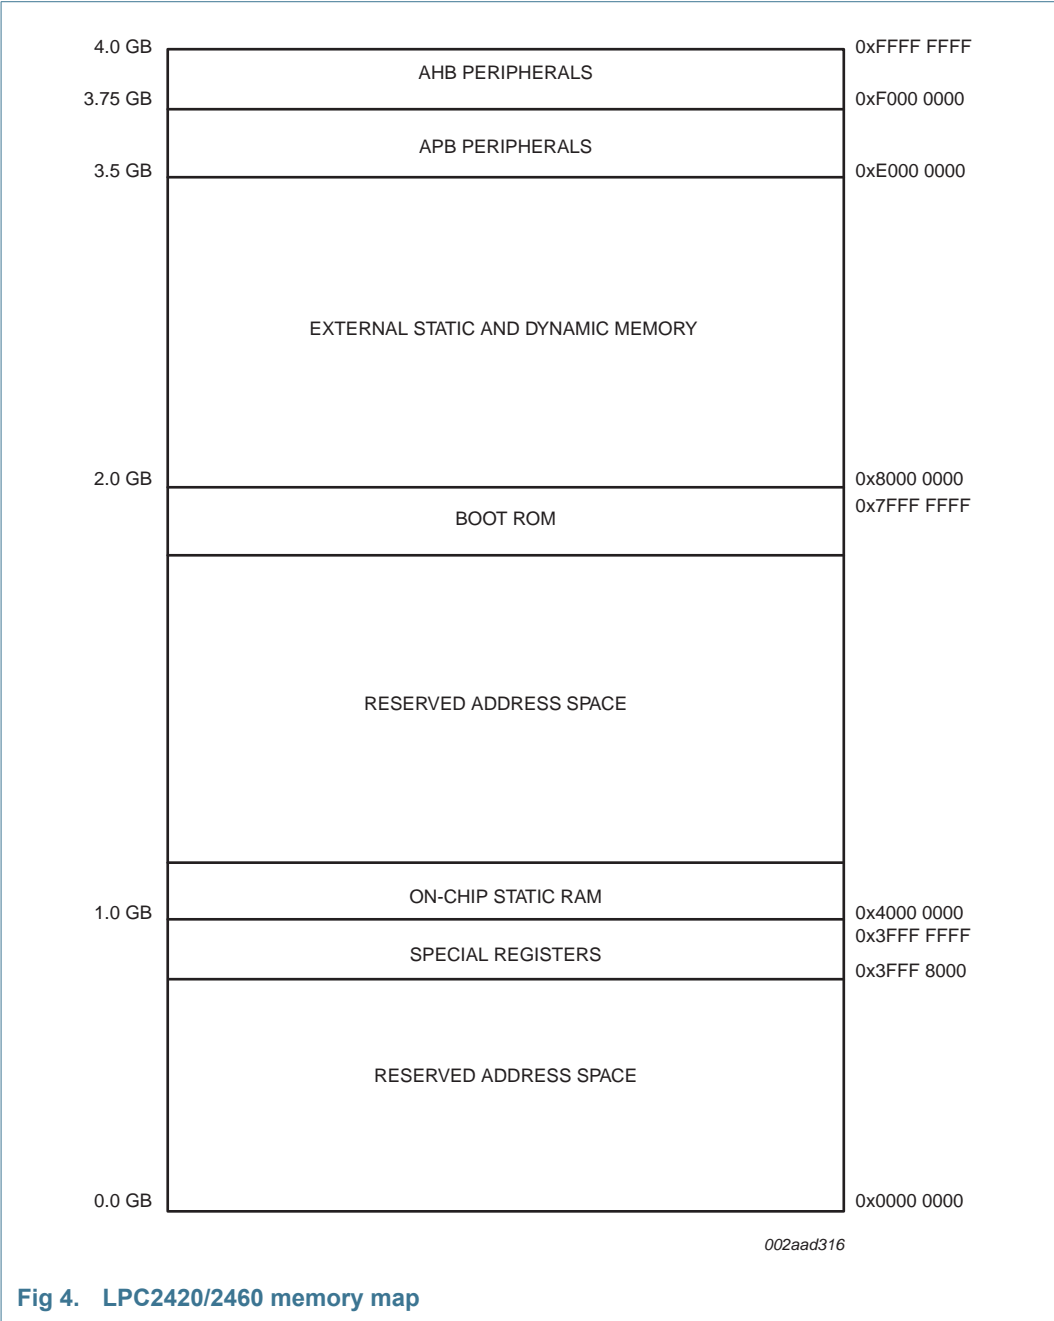 4.0 GB 0xFFFF FFFF
AHB PERIPHERALS
3.75 GB 0xF000 0000
APB PERIPHERALS
3.5 GB 0xE000 0000
EXTERNAL STATIC AND DYNAMIC MEMORY
2.0 GB 0x8000 0000
0x7FFF FFFF
BOOT ROM
RESERVED ADDRESS SPACE
ON-CHIP STATIC RAM
1.0 GB 0x4000 0000
0x3FFF FFFF
SPECIAL REGISTERS
0x3FFF 8000
RESERVED ADDRESS SPACE
0.0 GB 0x0000 0000
002aad316
Fig 4. LPC2420/2460 memory map